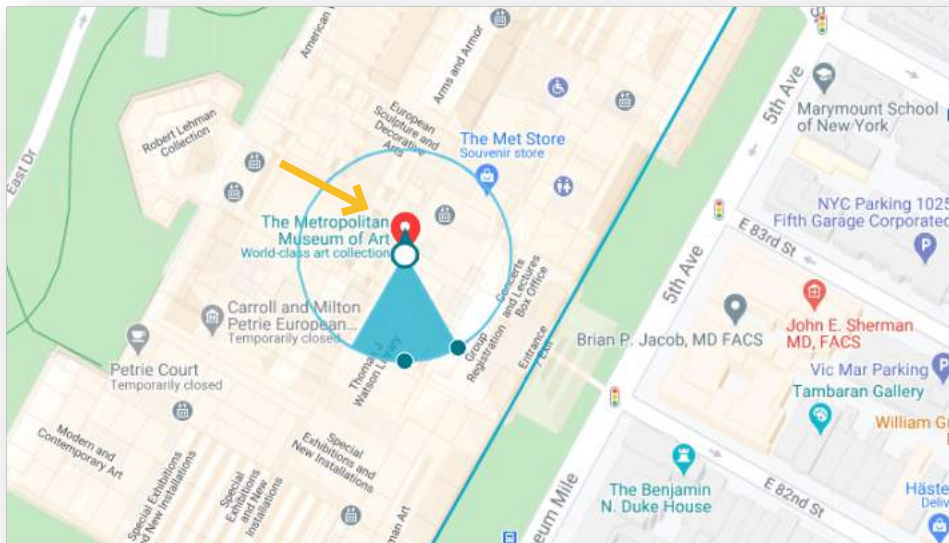 American
Arms and Armor
European
Sculpture and
Decorative
Arts
Robert Lehman
Collection
East Dr
The Met Store
Souvenir store
5th Ave
Marymount School
of New York
The Metropolitan
Museum of Art
World-class art collection
NYC Parking 1025
Fifth Garage Corporated
E 83rd St
Concerts
and Lectures
Box Office
5th Ave
Carroll and Milton
Petrie European...
Temporarily closed
Group
Registration
Entrance
/ Exit
Brian P. Jacob, MD FACS
John E. Sherman
MD, FACS
Petrie Court
Temporarily closed
Thomas J
Watson Library
Vic Mar Parking
Tambaran Gallery
William G
Modern and
Contemporary Art
Special Exhibitions
and New Installations
Special
Exhibitions
and New
Installations
Special
Exhibitions and
New Installations
The Benjamin
N. Duke House
E 82nd St
Häste
Deliv
man Art
eum Mile